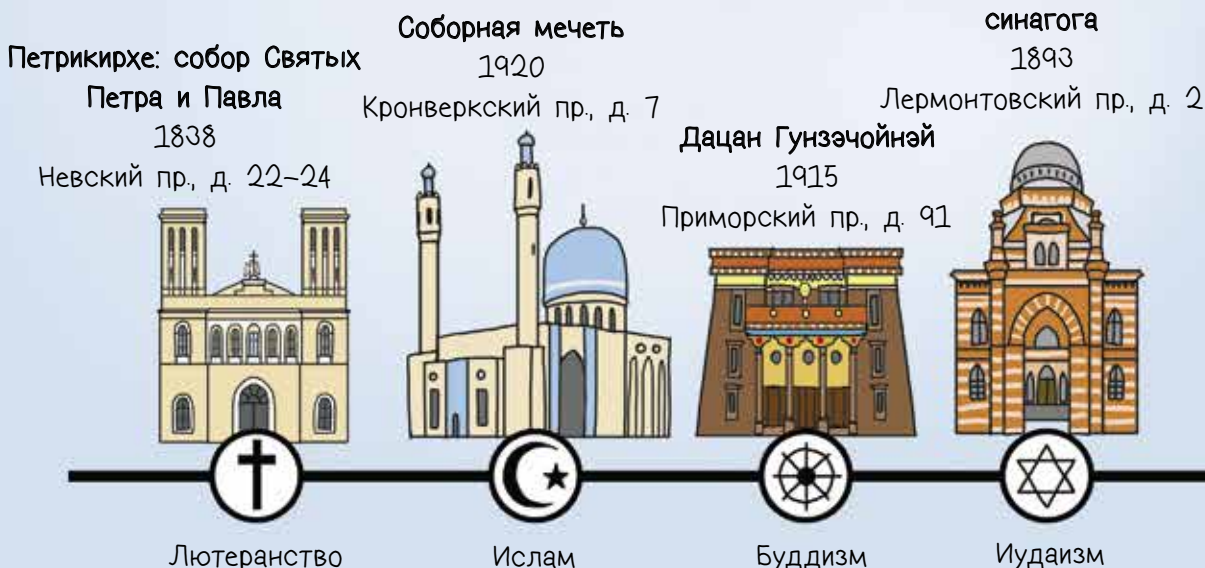 Петрикирхе: собор Святых
Петра и Павла
1838
Невский пр., д. 22–24
Соборная мечеть
1920
Кронверкский пр., д. 7
Дацан Гунзэчойнэй
1915
Приморский пр., д. 91
синагога
1893
Лермонтовский пр., д. 2
Лютеранство
Ислам
Буддизм
Иудаизм